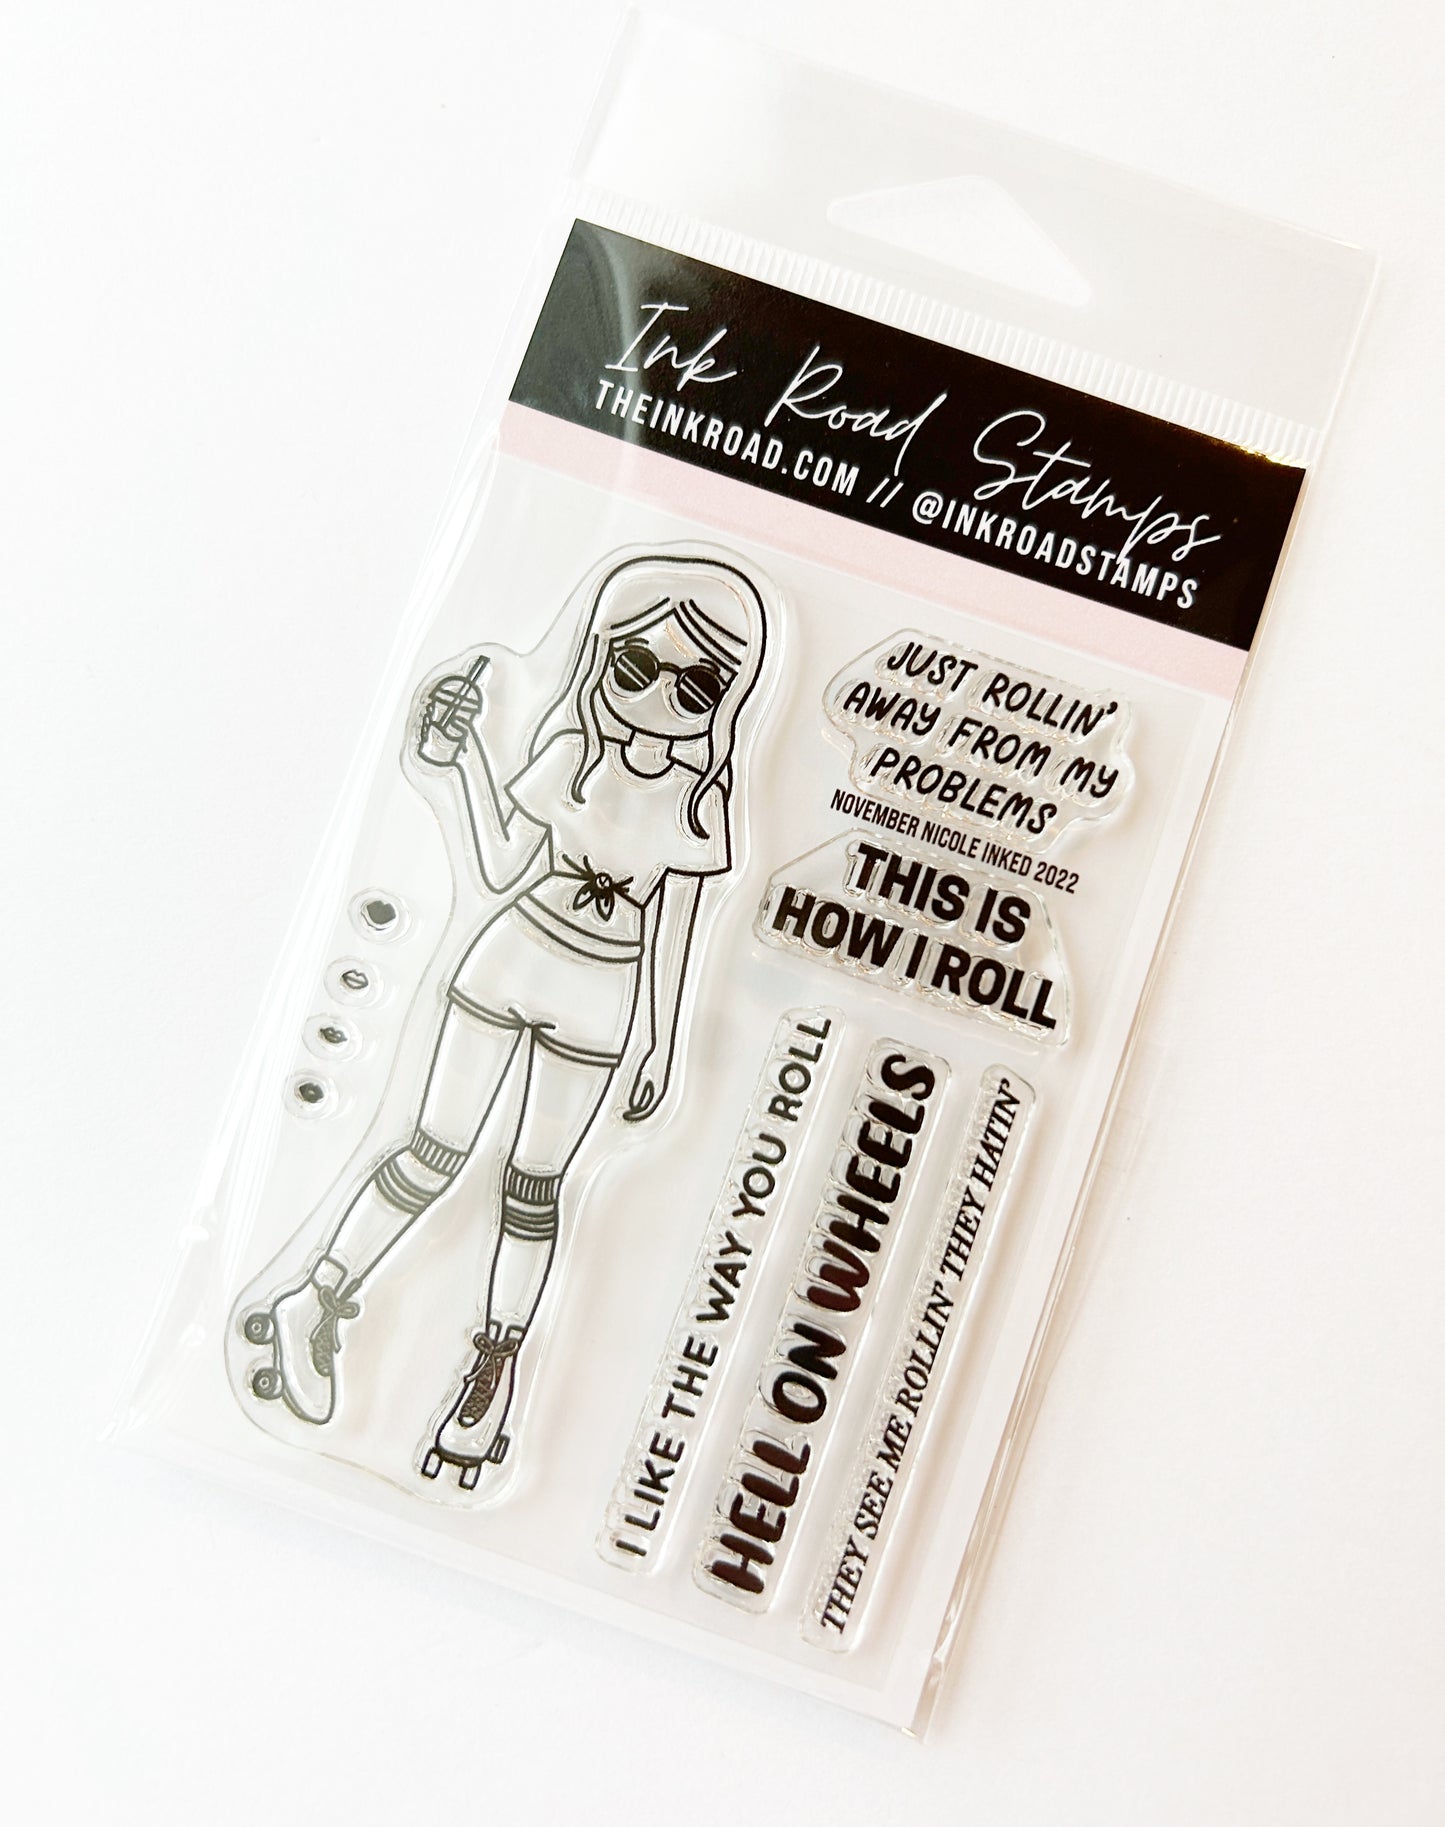 Ink Road Stamps
THEINKROAD.COM // @INKROADSTAMPS
JUST ROLLIN'
AWAY FROM MY
PROBLEMS
NOVEMBER NICOLE INKED 2022
THIS IS
HOW I ROLL
I LIKE THE WAY YOU ROLL
HELL ON WHEELS
THEY SEE ME ROLLIN' THEY HATIN'